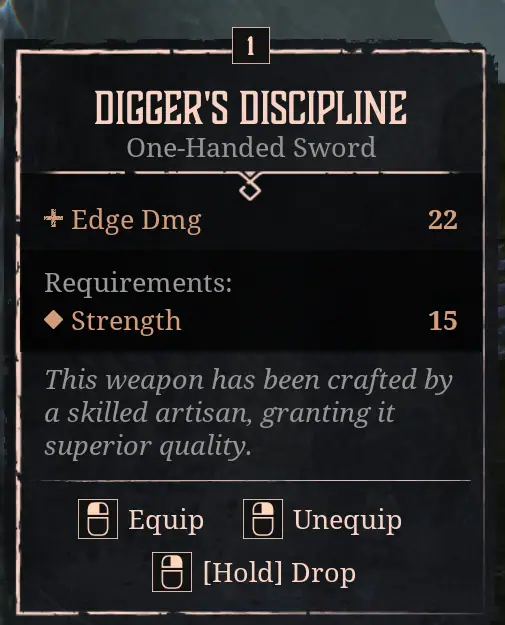 1
DIGGER'S DISCIPLINE
One-Handed Sword
Edge Dmg 22
Requirements:
Strength 15
This weapon has been crafted by
a skilled artisan, granting it
superior quality.
Equip Unequip
[Hold] Drop